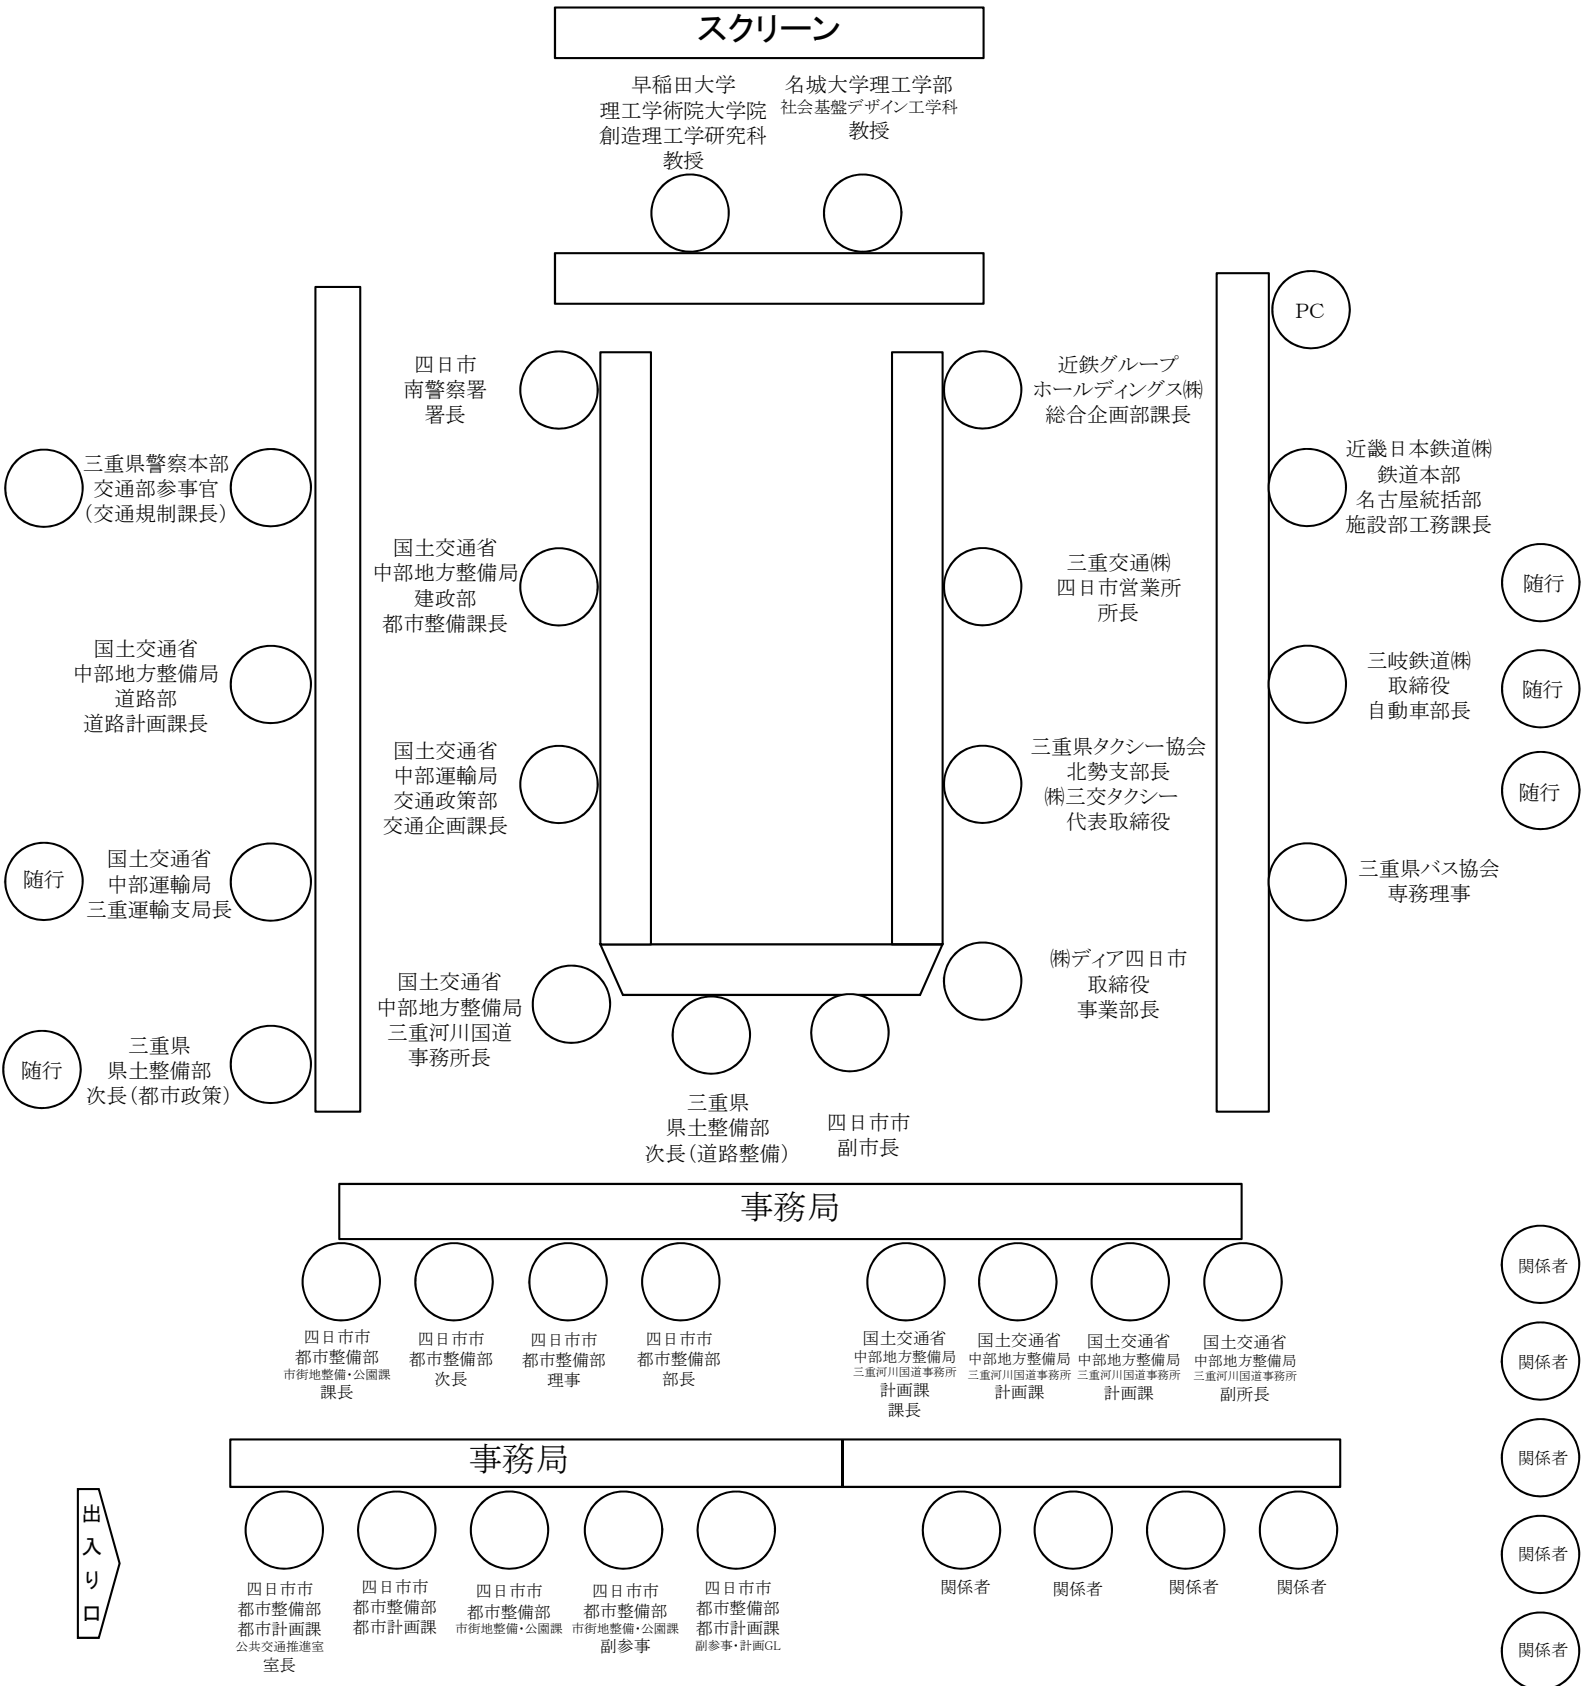 スクリーン
早稲田大学
理工学術院大学院
創造理工学研究科
教授
名城大学理工学部
社会基盤デザイン工学科
教授
PC
四日市
南警察署
署長
近鉄グループ
ホールディングス㈱
総合企画部課長
三重県警察本部
交通部参事官
(交通規制課長)
近畿日本鉄道㈱
鉄道本部
名古屋統括部
施設部工務課長
国土交通省
中部地方整備局
建政部
都市整備課長
三重交通㈱
四日市営業所
所長
随行
国土交通省
中部地方整備局
道路部
道路計画課長
三岐鉄道㈱
取締役
自動車部長
随行
国土交通省
中部運輸局
交通政策部
交通企画課長
三重県タクシー協会
北勢支部長
㈱三交タクシー
代表取締役
随行
随行
国土交通省
中部運輸局
三重運輸支局長
三重県バス協会
専務理事
国土交通省
中部地方整備局
三重河川国道
事務所長
㈱ディア四日市
取締役
事業部長
随行
三重県
県土整備部
次長(都市政策)
三重県
県土整備部
次長(道路整備)
四日市市
副市長
事務局
四日市市
都市整備部
市街地整備・公園課
課長
四日市市
都市整備部
次長
四日市市
都市整備部
理事
四日市市
都市整備部
部長
国土交通省
中部地方整備局
三重河川国道事務所
計画課
課長
国土交通省
中部地方整備局
三重河川国道事務所
計画課
国土交通省
中部地方整備局
三重河川国道事務所
計画課
国土交通省
中部地方整備局
三重河川国道事務所
副所長
関係者
関係者
関係者
関係者
関係者
事務局
出入り口
四日市市
都市整備部
都市計画課
公共交通推進室
室長
四日市市
都市整備部
都市計画課
四日市市
都市整備部
市街地整備・公園課
四日市市
都市整備部
市街地整備・公園課
副参事
四日市市
都市整備部
都市計画課
副参事・計画GL
関係者
関係者
関係者
関係者